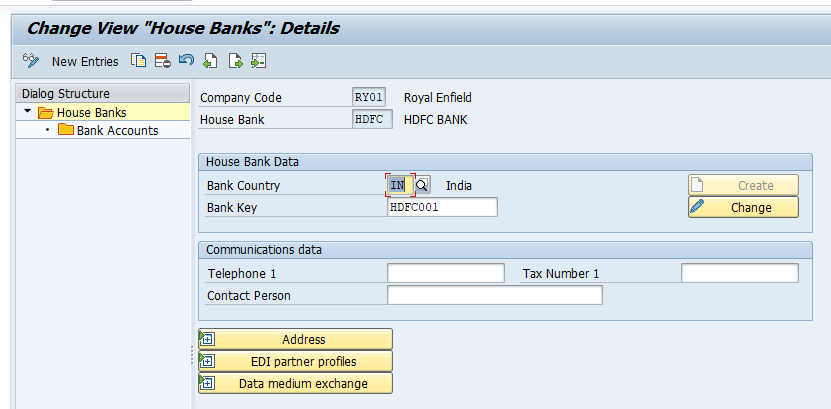 Change View "House Banks": Details
New Entries
Dialog Structure
House Banks
Bank Accounts
Company Code RY01 Royal Enfield
House Bank HDFC HDFC BANK
House Bank Data
Bank Country IN India Create
Bank Key HDFC001 Change
Communications data
Telephone 1 Tax Number 1
Contact Person
Address
EDI partner profiles
Data medium exchange